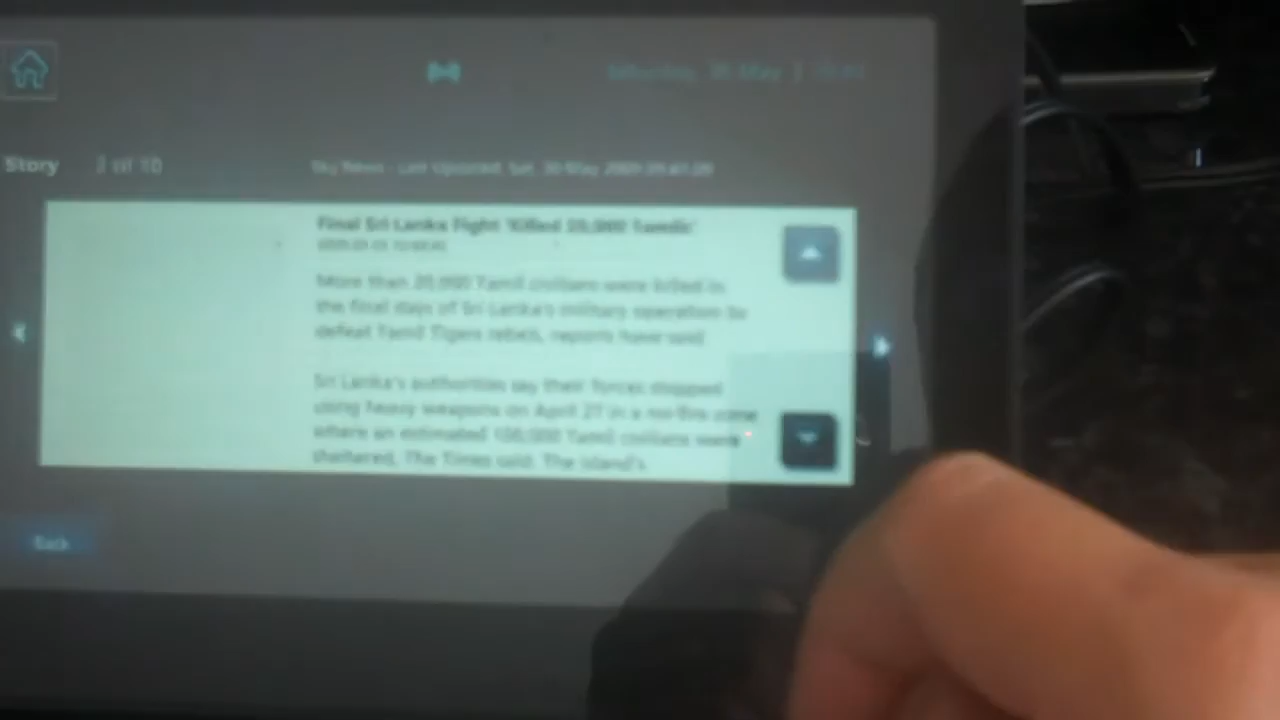 Saturday, 30 May
Story
of 10
Sky News - Last Updated: Sat, 30 May 2009
Final Sri Lanka Fight 'Killed 20,000 Tamils'
More than 20,000 Tamil civilians were killed in
the final days of Sri Lanka's military operation to
defeat Tamil Tigers rebels, reports have said.
Sri Lanka's authorities say their forces stopped
using heavy weapons on April 27 in a no-fire zone
where an estimated 100,000 Tamil civilians were
sheltered, The Times said. The island's
Back